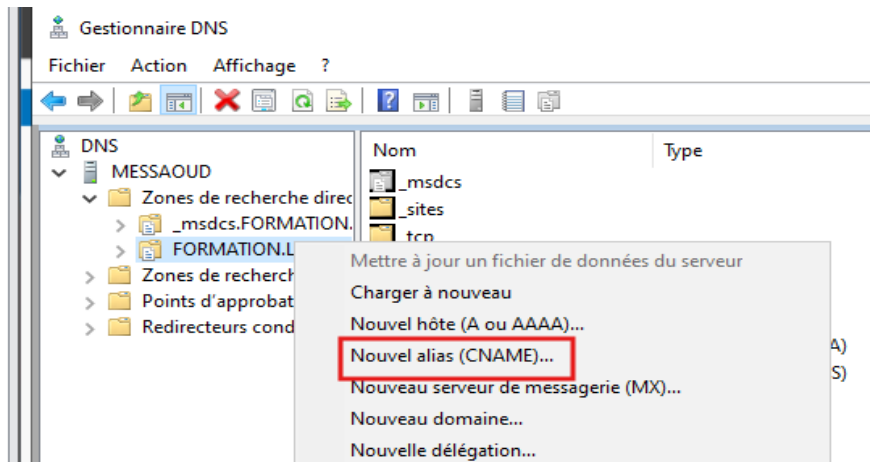 Gestionnaire DNS
Fichier Action Affichage ?
DNS
MESSAOUD
Zones de recherche direc
_msdcs.FORMATION.
FORMATION.L
Zones de recherch
Points d'approbat
Redirecteurs cond
Nom Type
_msdcs
_sites
_tcp
Mettre à jour un fichier de données du serveur
Charger à nouveau
Nouvel hôte (A ou AAAA)...
Nouvel alias (CNAME)...
Nouveau serveur de messagerie (MX)...
Nouveau domaine...
Nouvelle délégation...
A)
S)